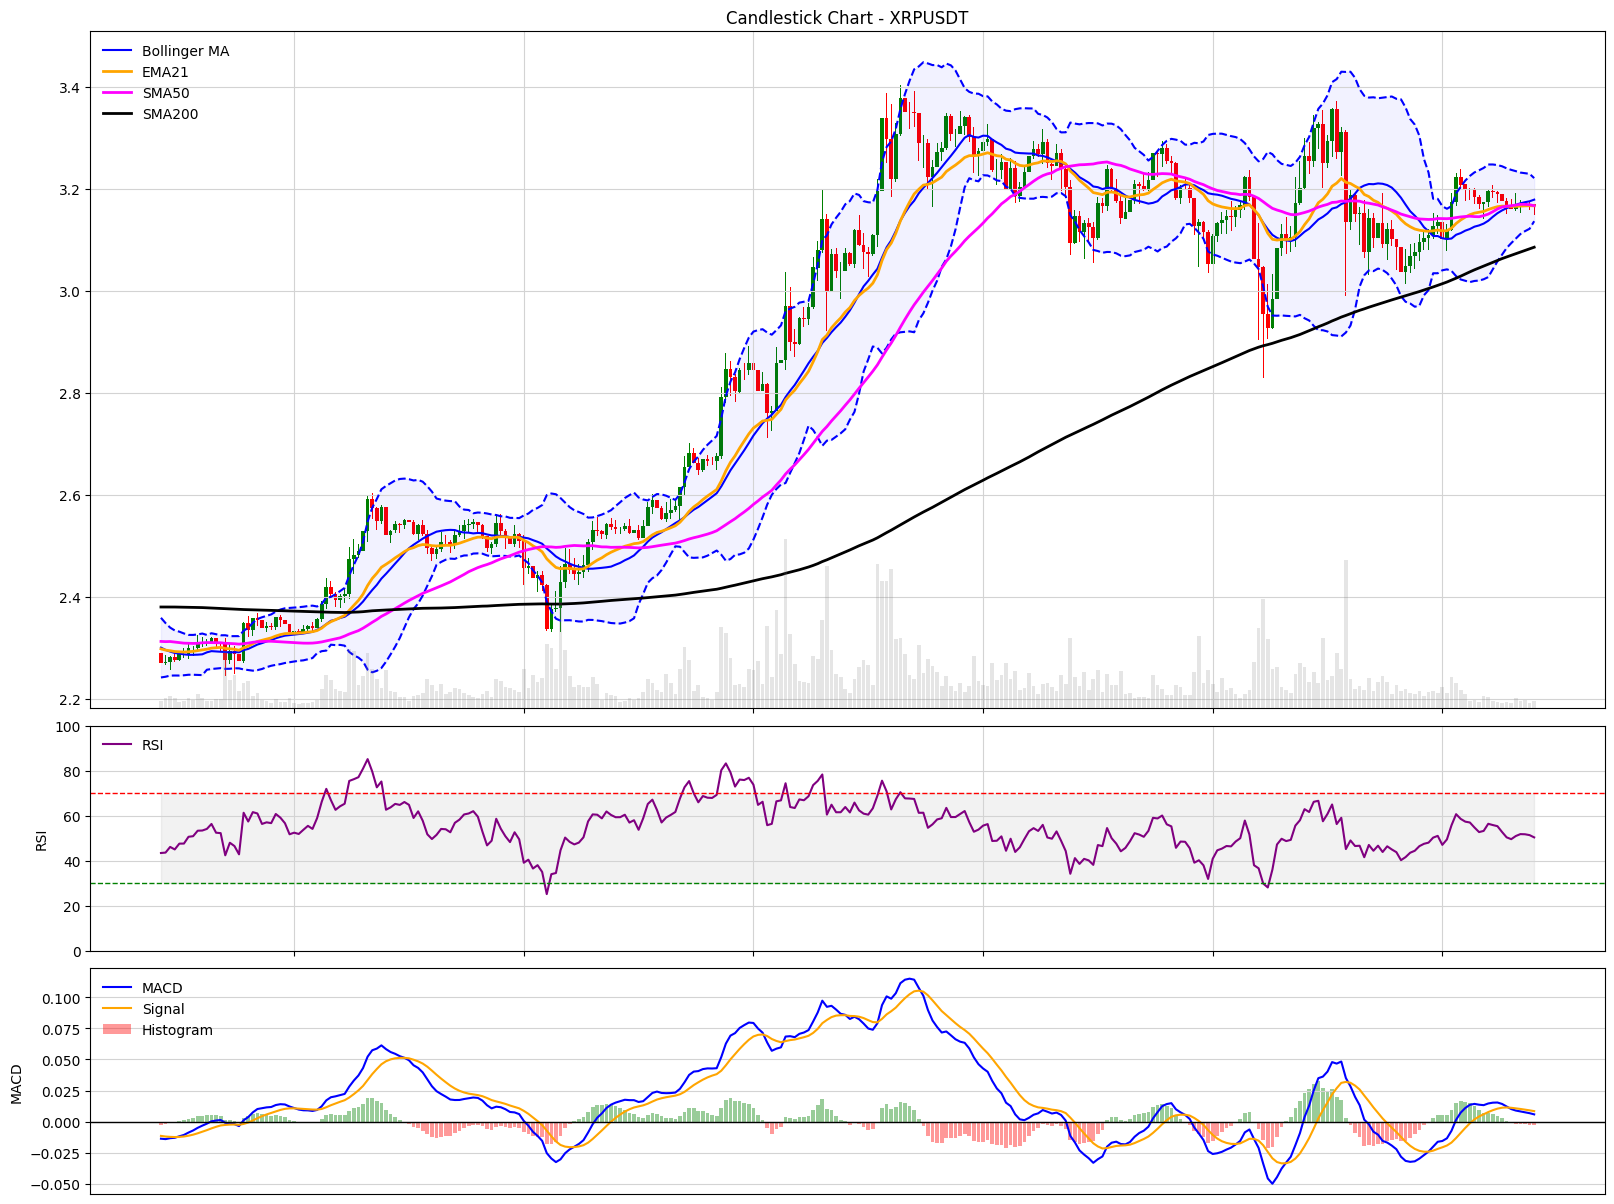 Candlestick Chart - XRPUSDT
Bollinger MA
EMA21
SMA50
SMA200
3.4
3.2
3.0
2.8
2.6
2.4
2.2
RSI
100
80
60
40
20
0
RSI
MACD
Signal
Histogram
0.100
0.075
0.050
0.025
0.000
−0.025
−0.050
MACD